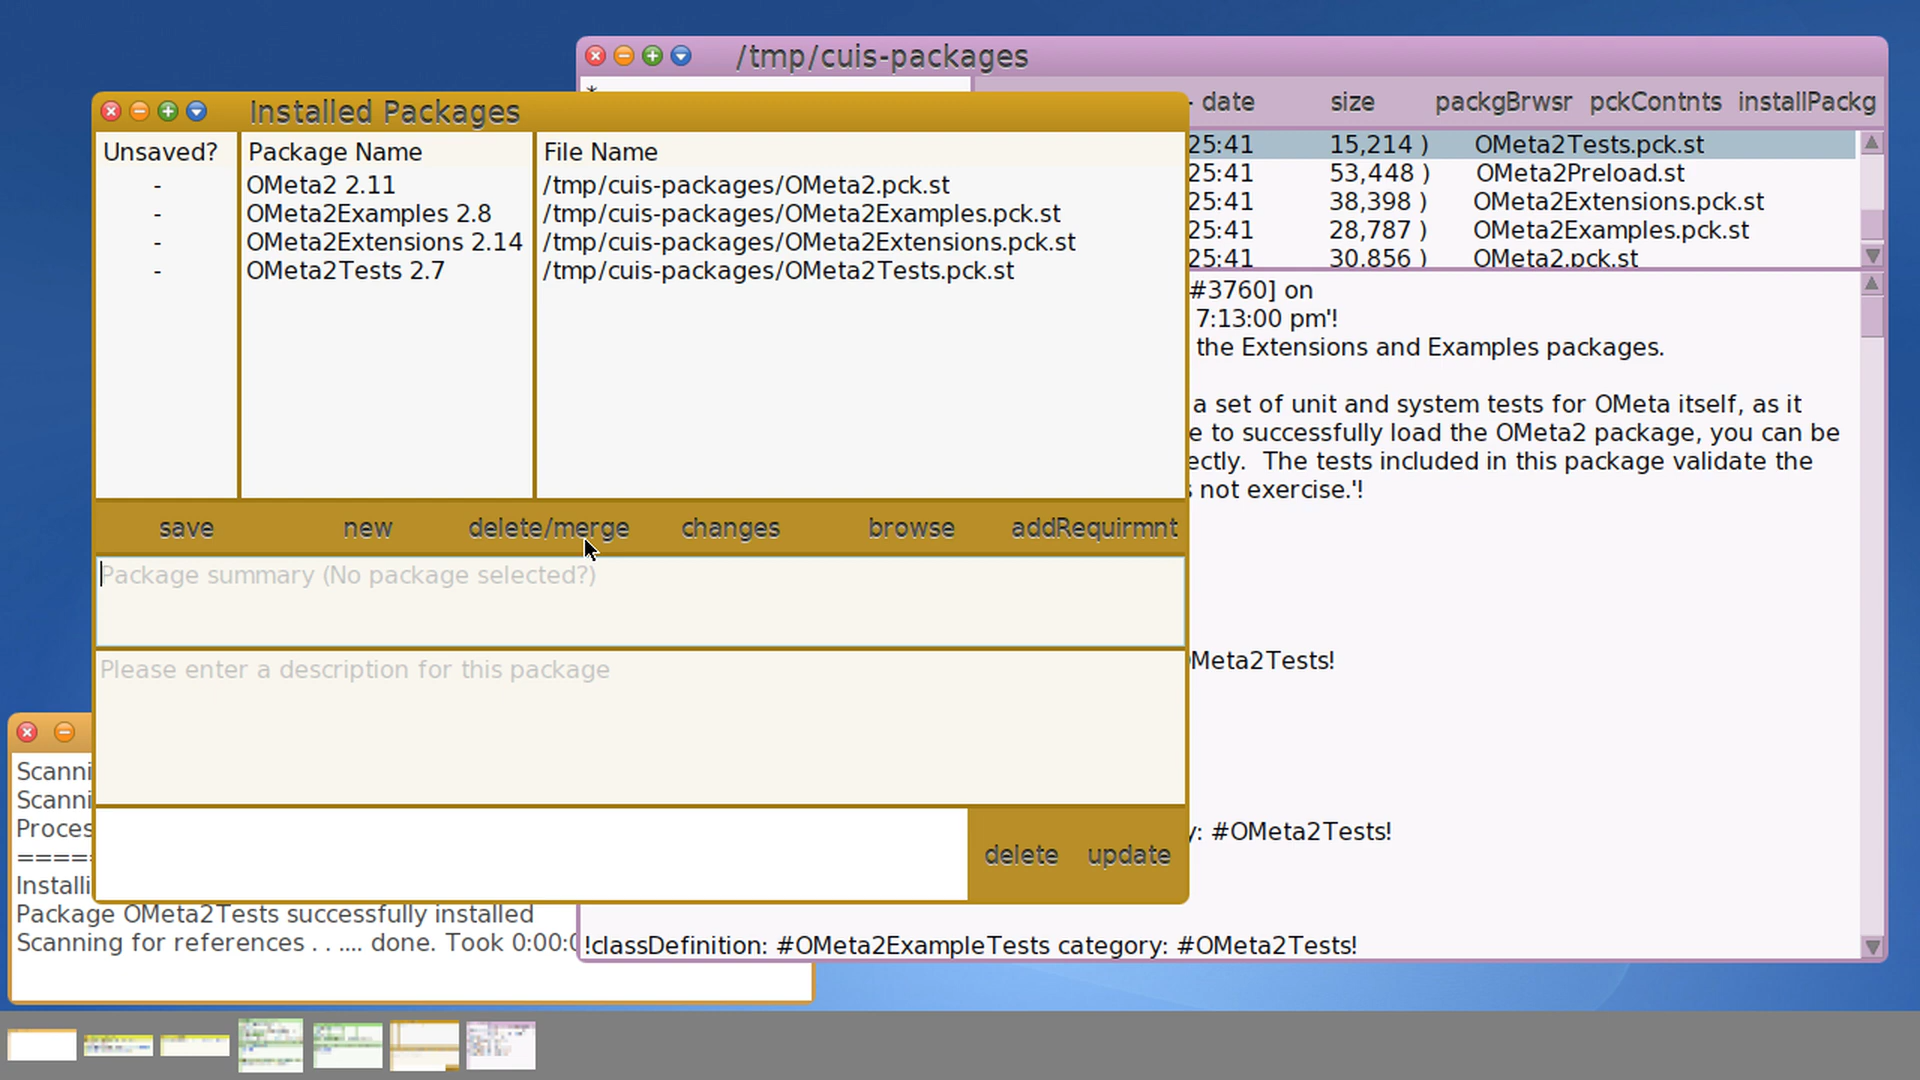 /tmp/cuis-packages
*
- date size packgBrwsr pckContnts installPackg
Installed Packages
Unsaved? Package Name File Name
- OMeta2 2.11 /tmp/cuis-packages/OMeta2.pck.st
- OMeta2Examples 2.8 /tmp/cuis-packages/OMeta2Examples.pck.st
- OMeta2Extensions 2.14 /tmp/cuis-packages/OMeta2Extensions.pck.st
- OMeta2Tests 2.7 /tmp/cuis-packages/OMeta2Tests.pck.st
save new delete/merge changes browse addRequirmnt
Package summary (No package selected?)
Please enter a description for this package
delete update
25:41 15,214 ) OMeta2Tests.pck.st
25:41 53,448 ) OMeta2Preload.st
25:41 38,398 ) OMeta2Extensions.pck.st
25:41 28,787 ) OMeta2Examples.pck.st
25:41 30,856 ) OMeta2.pck.st
#3760] on
7:13:00 pm'!
the Extensions and Examples packages.
a set of unit and system tests for OMeta itself, as it
e to successfully load the OMeta2 package, you can be
ectly. The tests included in this package validate the
s not exercise.'!
OMeta2Tests!
y: #OMeta2Tests!
!classDefinition: #OMeta2ExampleTests category: #OMeta2Tests!
Scanni
Scanni
Proces
=====
Installi
Package OMeta2Tests successfully installed
Scanning for references . . .... done. Took 0:00:0